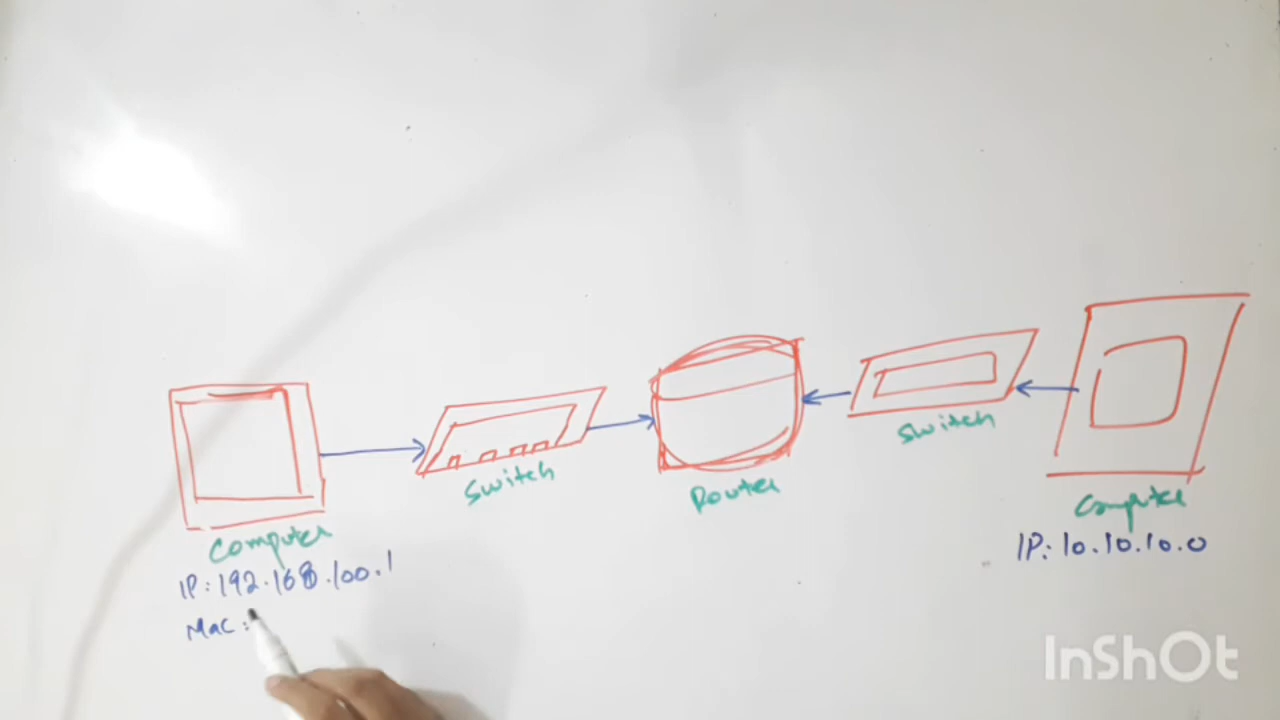 Switch
Switch
Router
Computer
Computer
IP: 10.10.10.0
IP: 192.168.100.1
Mac:
InShOt